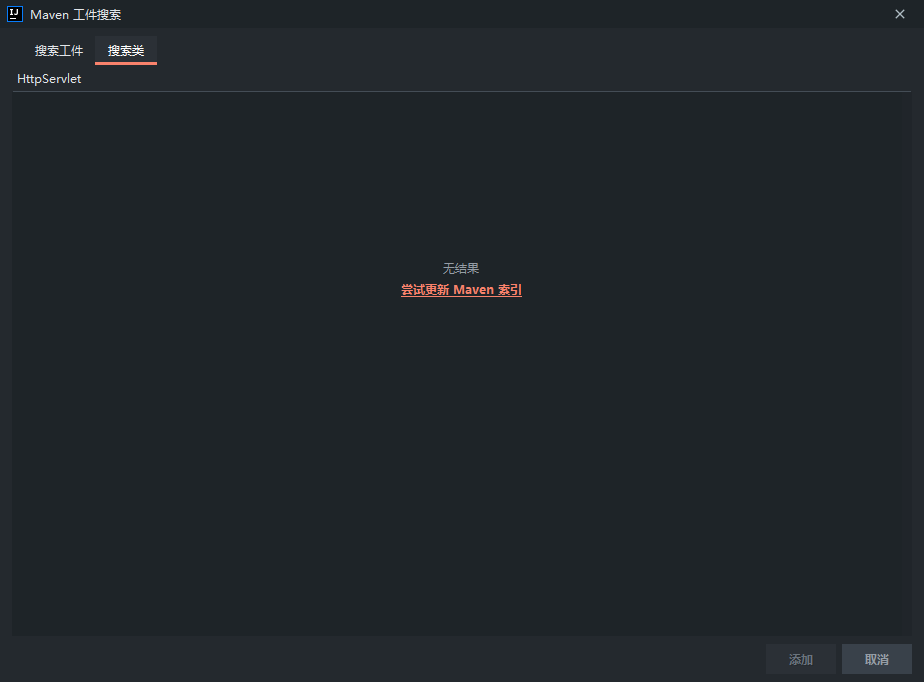 IJ
Maven 工件搜索
搜索工件 搜索类
HttpServlet
无结果
尝试更新 Maven 索引
添加 取消